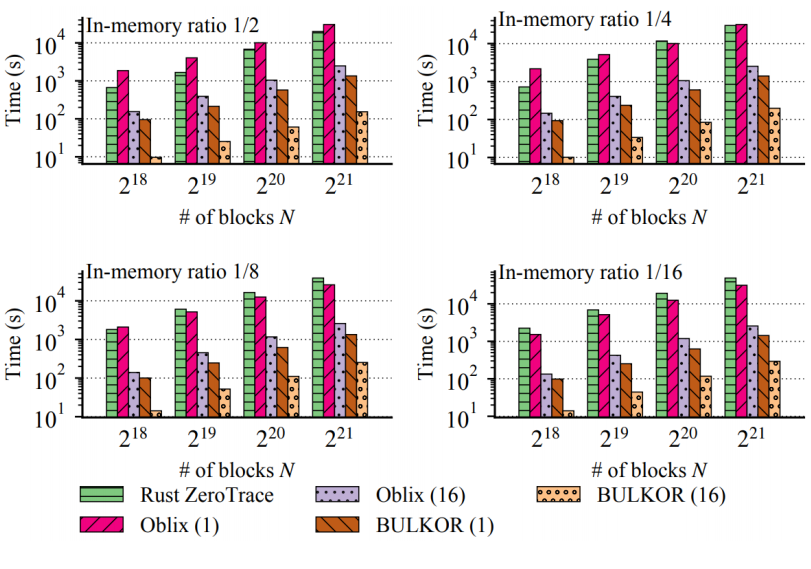 In-memory ratio 1/2
Time (s)
10^4
10^3
10^2
10^1
2^18 2^19 2^20 2^21
# of blocks N
In-memory ratio 1/4
Time (s)
10^4
10^3
10^2
10^1
2^18 2^19 2^20 2^21
# of blocks N
In-memory ratio 1/8
Time (s)
10^4
10^3
10^2
10^1
2^18 2^19 2^20 2^21
# of blocks N
In-memory ratio 1/16
Time (s)
10^4
10^3
10^2
10^1
2^18 2^19 2^20 2^21
# of blocks N
Rust ZeroTrace Oblix (16) BULKOR (16)
Oblix (1) BULKOR (1)